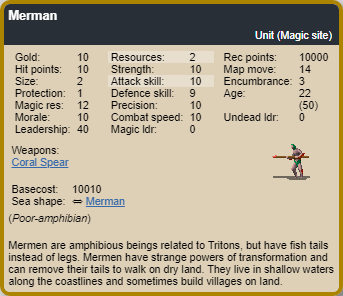 Merman
Unit (Magic site)
Gold: 10 Resources: 2 Rec points: 10000
Hit points: 10 Strength: 10 Map move: 14
Size: 2 Attack skill: 10 Encumbrance: 3
Protection: 1 Defence skill: 9 Age: 22
Magic res: 12 Precision: 10 (50)
Morale: 10 Combat speed: 10 Undead ldr: 0
Leadership: 40 Magic ldr: 0
Weapons:
Coral Spear
Basecost: 10010
Sea shape: ⇔ Merman
(Poor-amphibian)
Mermen are amphibious beings related to Tritons, but have fish tails
instead of legs. Mermen have strange powers of transformation and
can remove their tails to walk on dry land. They live in shallow waters
along the coastlines and sometimes build villages on land.